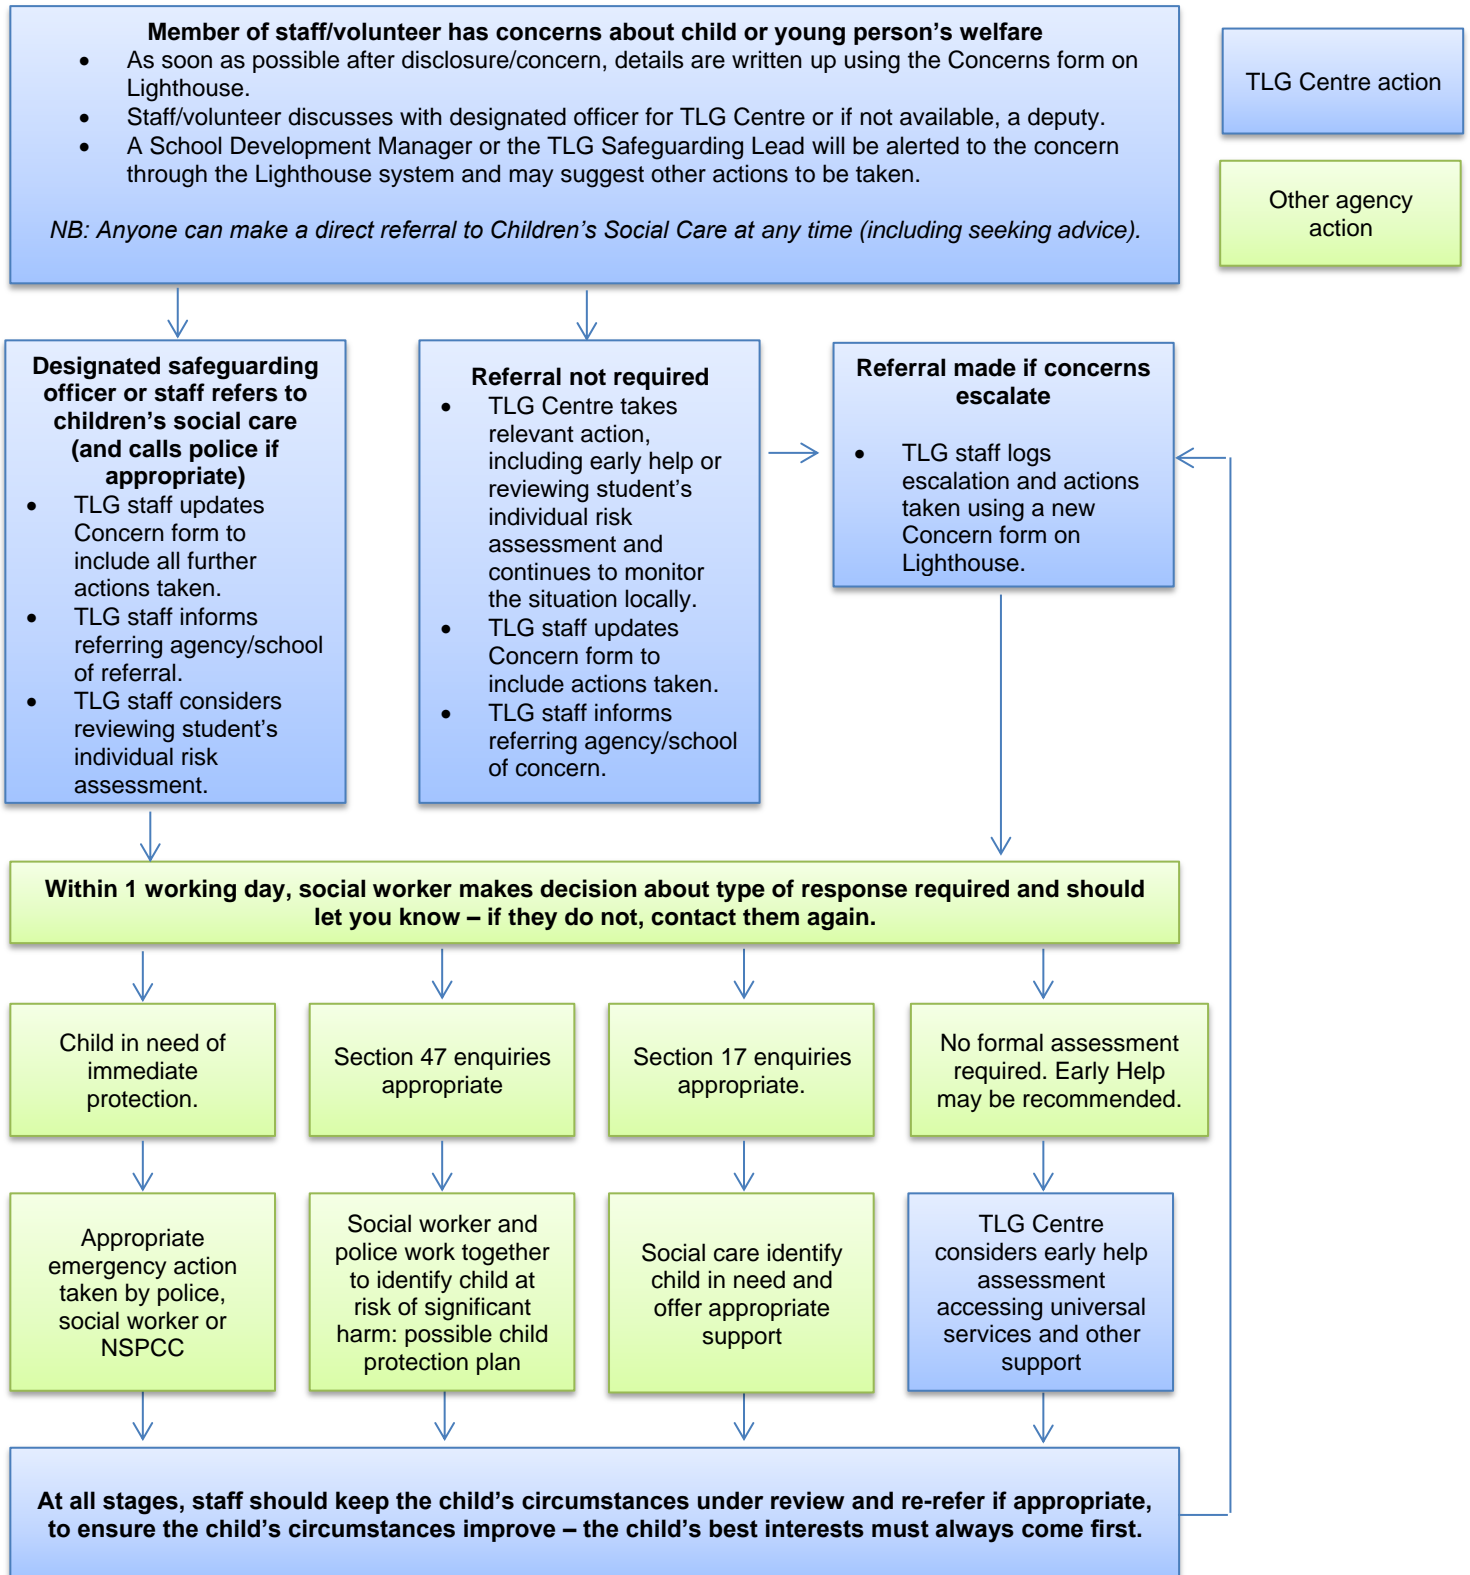 Member of staff/volunteer has concerns about child or young person's welfare
• As soon as possible after disclosure/concern, details are written up using the Concerns form on
Lighthouse.
• Staff/volunteer discusses with designated officer for TLG Centre or if not available, a deputy.
• A School Development Manager or the TLG Safeguarding Lead will be alerted to the concern
through the Lighthouse system and may suggest other actions to be taken.
NB: Anyone can make a direct referral to Children's Social Care at any time (including seeking advice).
TLG Centre action
Other agency
action
Designated safeguarding
officer or staff refers to
children's social care
(and calls police if
appropriate)
• TLG staff updates
Concern form to
include all further
actions taken.
• TLG staff informs
referring agency/school
of referral.
• TLG staff considers
reviewing student's
individual risk
assessment.
Referral not required
• TLG Centre takes
relevant action,
including early help or
reviewing student's
individual risk
assessment and
continues to monitor
the situation locally.
• TLG staff updates
Concern form to
include actions taken.
• TLG staff informs
referring agency/school
of concern.
Referral made if concerns
escalate
• TLG staff logs
escalation and actions
taken using a new
Concern form on
Lighthouse.
Within 1 working day, social worker makes decision about type of response required and should
let you know – if they do not, contact them again.
Child in need of
immediate
protection.
Section 47 enquiries
appropriate
Section 17 enquiries
appropriate.
No formal assessment
required. Early Help
may be recommended.
Appropriate
emergency action
taken by police,
social worker or
NSPCC
Social worker and
police work together
to identify child at
risk of significant
harm: possible child
protection plan
Social care identify
child in need and
offer appropriate
support
TLG Centre
considers early help
assessment
accessing universal
services and other
support
At all stages, staff should keep the child's circumstances under review and re-refer if appropriate,
to ensure the child's circumstances improve – the child's best interests must always come first.